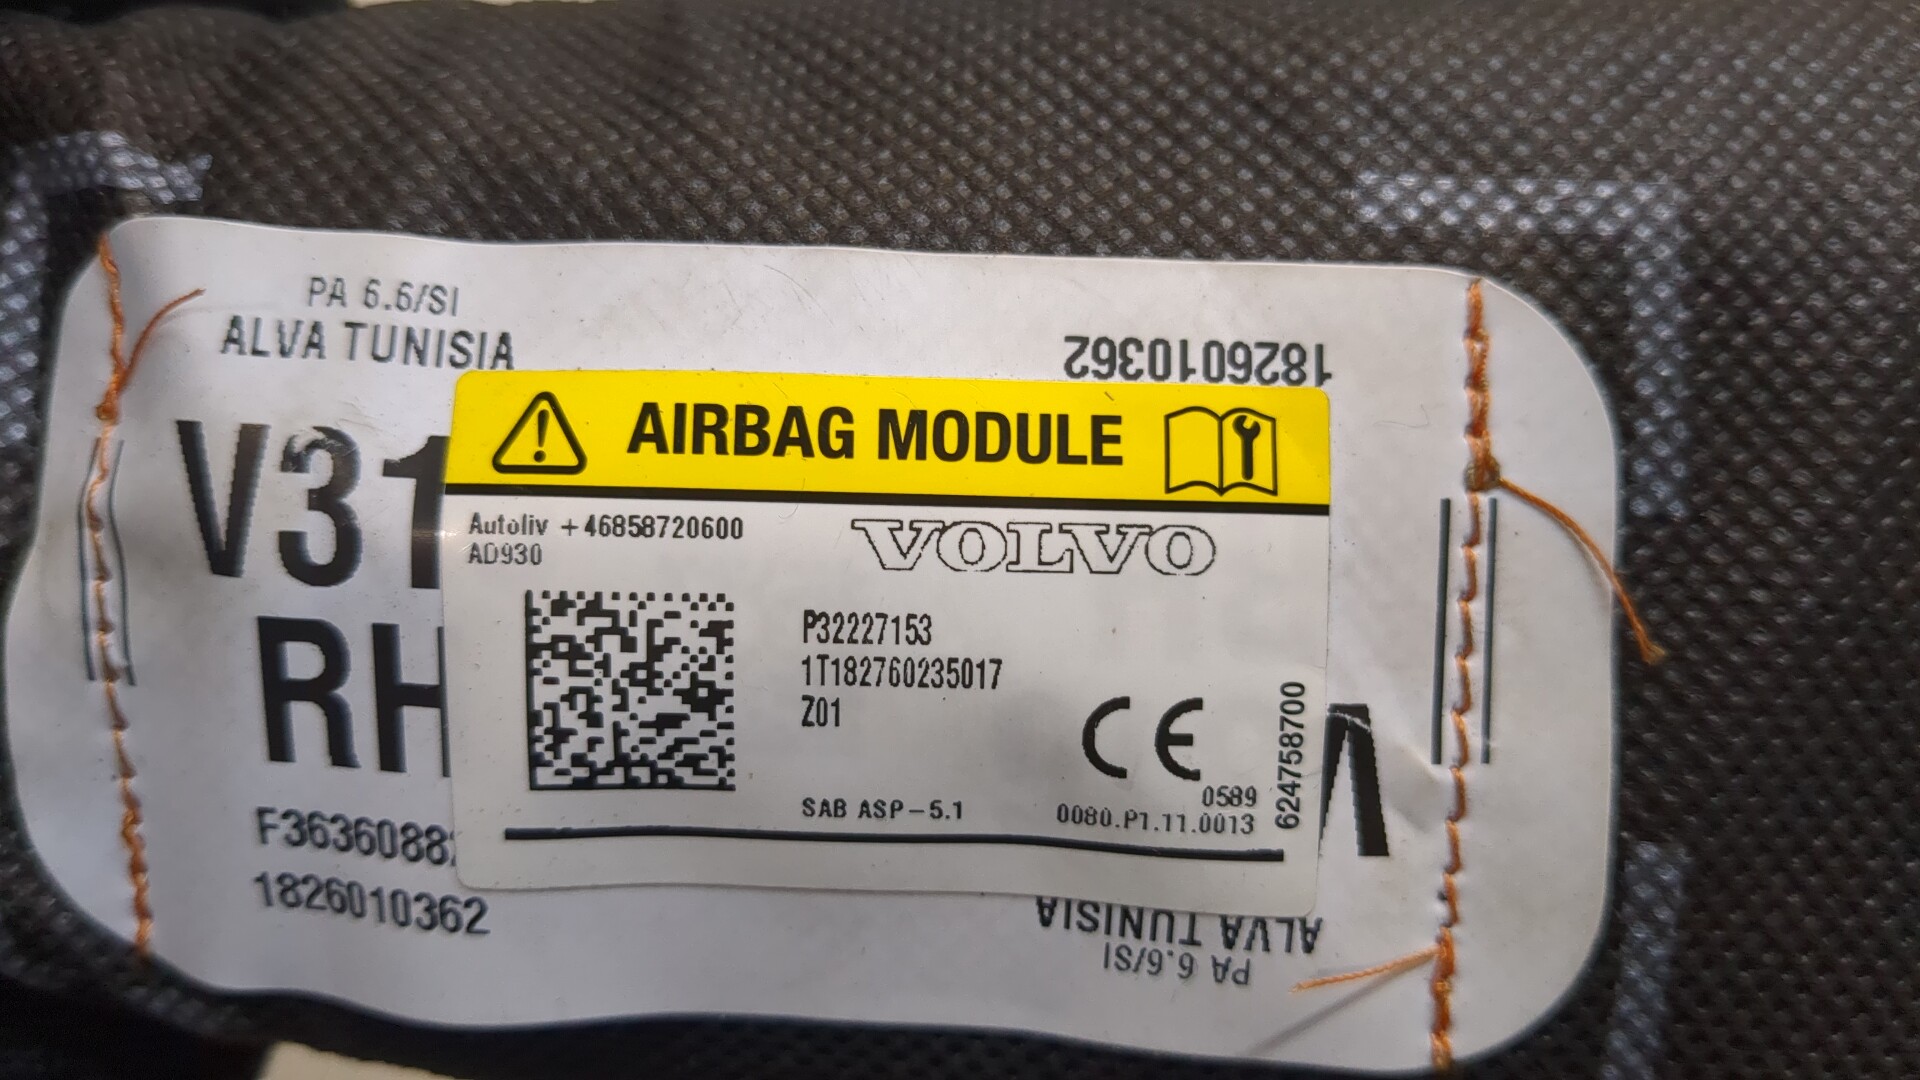 PA 6.6/SI
ALVA TUNISIA
1826010362
V31
RH
AIRBAG MODULE
Autoliv +46858720600
AD930
VOLVO
P32227153
1T182760235017
Z01
0589
SAB ASP-5.1
0080.P1.11.0013
624758700
F3636088
1826010362
ALVA TUNISIA
PA 6.6/SI